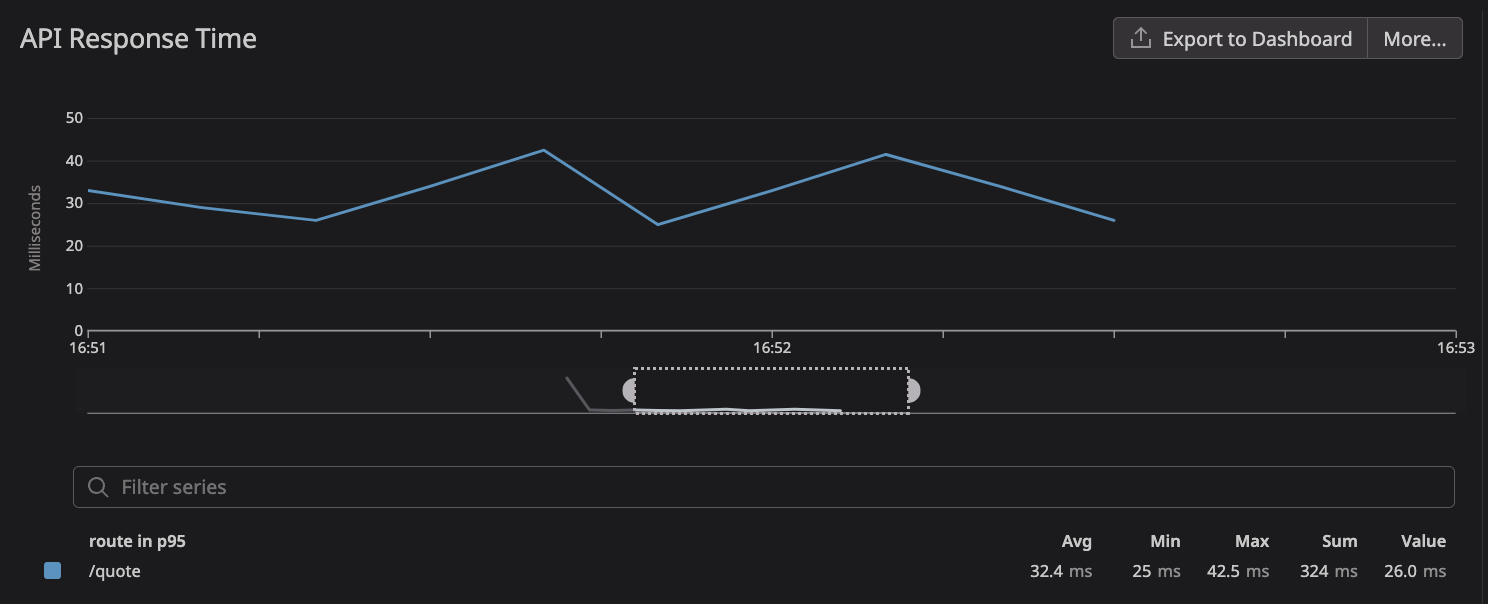 API Response Time
Export to Dashboard More...
Milliseconds
50
40
30
20
10
0
16:51 16:52 16:53
Filter series
route in p95 Avg Min Max Sum Value
/quote 32.4 ms 25 ms 42.5 ms 324 ms 26.0 ms